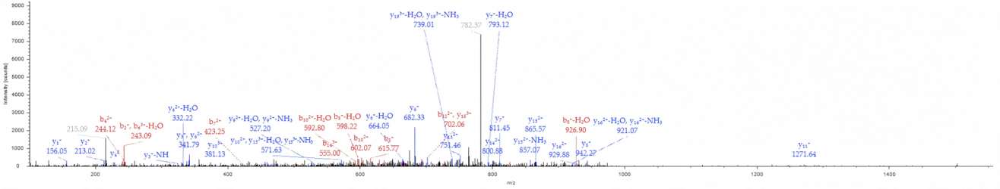 9000
8000
7000
6000
5000
4000
3000
2000
1000
0
Intensity [counts]
y₁₉³⁺-H₂O, y₁₉³⁺-NH₃
739.01
782.37
y₇⁺-H₂O
793.12
215.09
b₄²⁺
244.12
b₂⁺, b₆³⁺-H₂O
243.09
y₆²⁺-H₂O
332.22
y₁⁺
156.05
y₂⁺
213.02
y₄²⁺
y₃⁺-NH
y₃⁺, y₆²⁺
341.79
b₇²⁺
423.25
y₁₀³⁺
381.13
y₉²⁺-H₂O, y₉²⁺-NH₃
527.20
y₁₀²⁺, y₁₅³⁺-H₂O, y₁₅³⁺-NH₃
571.63
b₁₀²⁺-H₂O
592.80
b₁₄³⁺
555.00
b₅⁺-H₂O
598.22
b₁₀²⁺
602.07
b₅⁺
615.77
y₆⁺-H₂O
664.05
y₆⁺
682.33
b₁₂²⁺, y₁₈³⁺
702.06
y₁₃²⁺
751.46
y₇⁺
811.45
y₁₄²⁺
800.88
y₁₅²⁺
865.57
y₁₅²⁺-NH₃
857.07
b₈⁺-H₂O
926.90
y₁₆²⁺
929.88
y₈⁺
942.27
y₁₆²⁺-H₂O, y₁₆²⁺-NH₃
921.07
y₁₁⁺
1271.64
200
400
600
800
1000
1200
1400
m/z